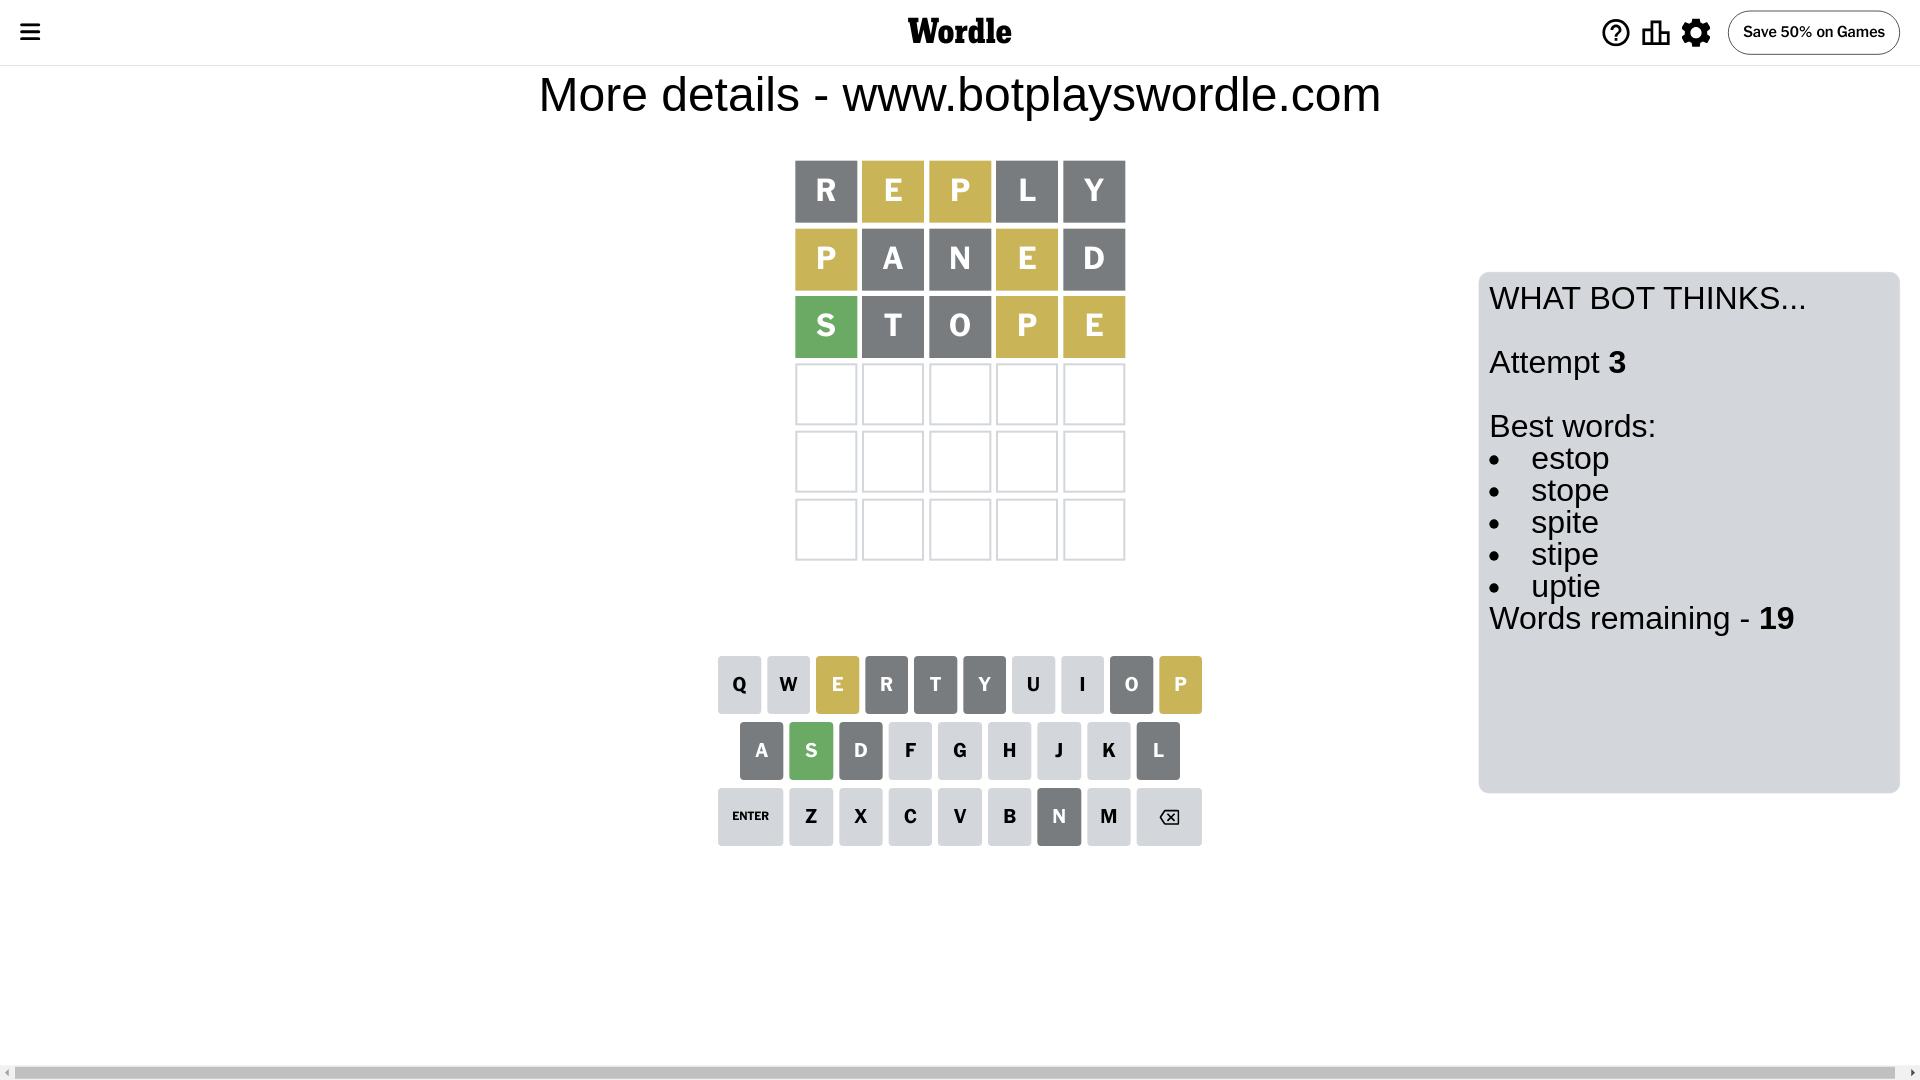 Wordle
Save 50% on Games
More details - www.botplayswordle.com
R E P L Y
P A N E D
S T O P E
WHAT BOT THINKS...
Attempt 3
Best words:
• estop
• stope
• spite
• stipe
• uptie
Words remaining - 19
Q W E R T Y U I O P
A S D F G H J K L
ENTER Z X C V B N M